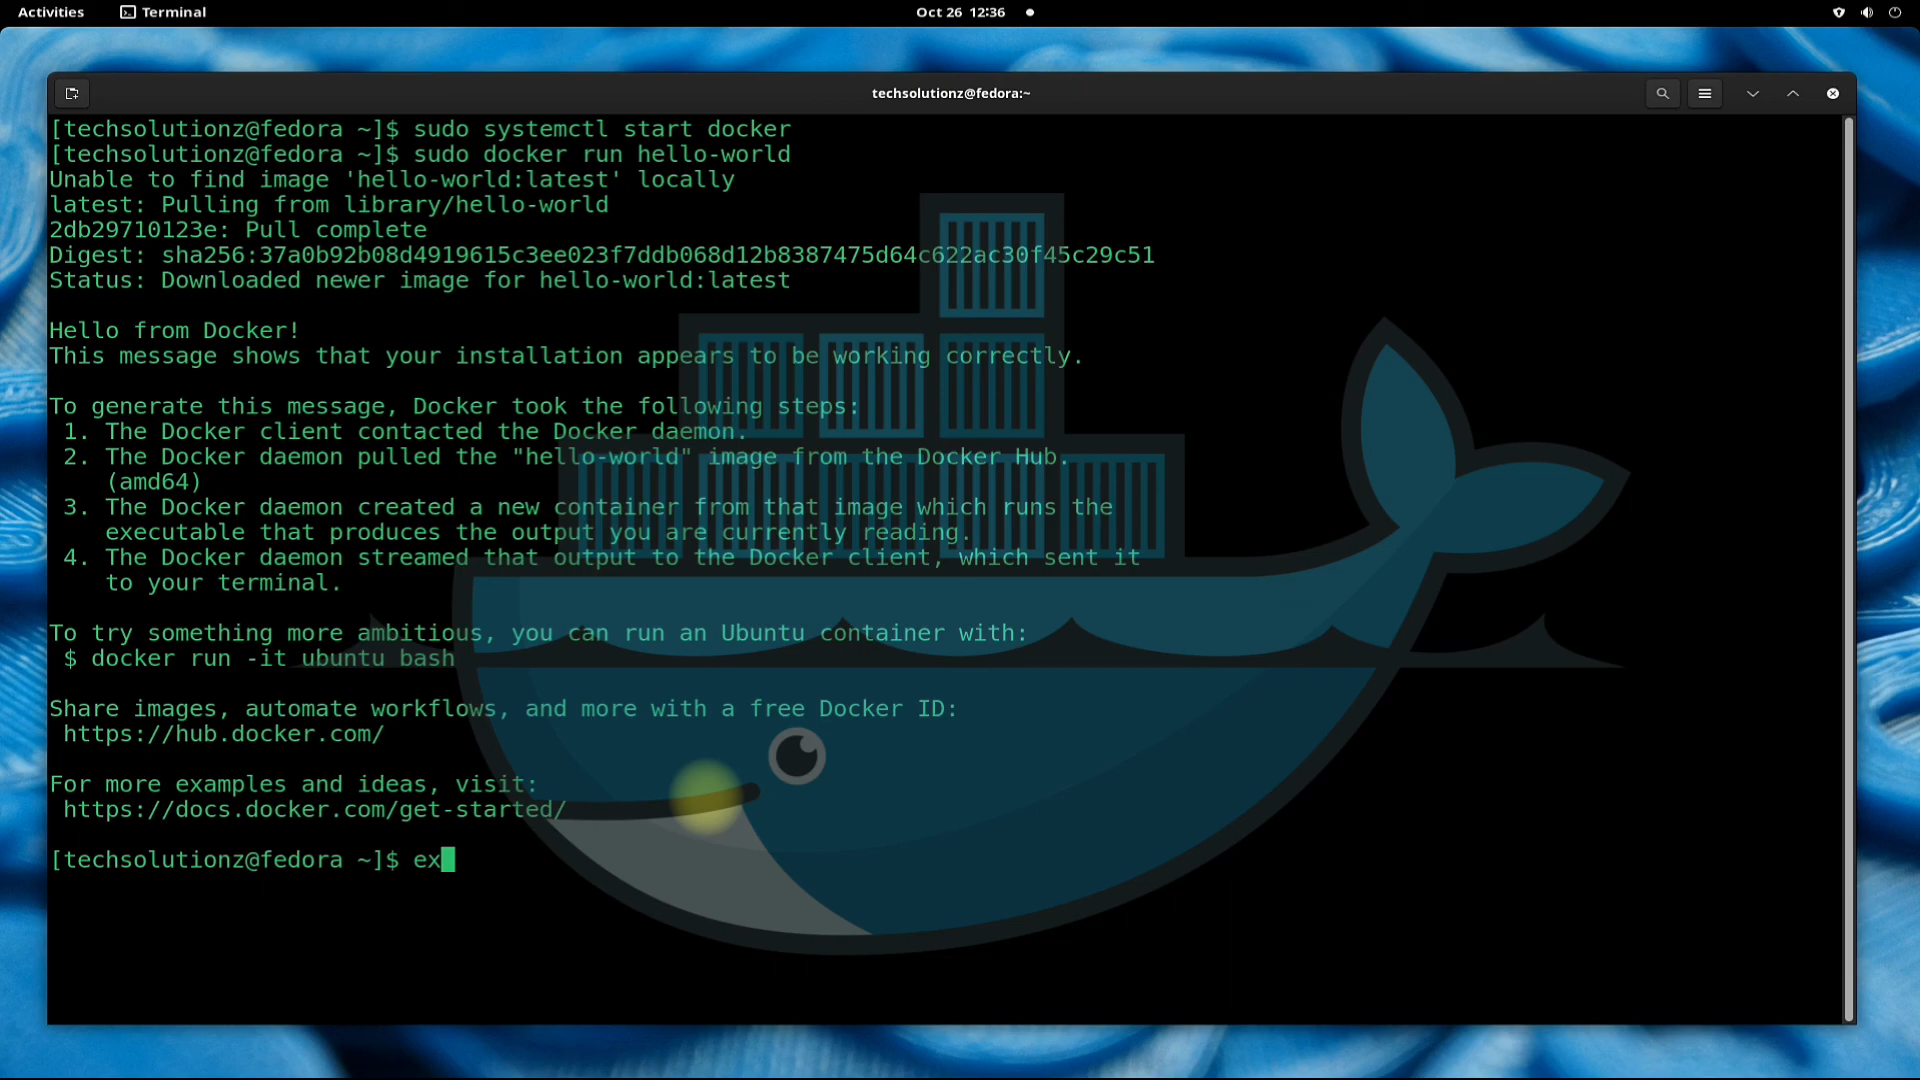 Activities
Terminal
Oct 26 12:36
techsolutionz@fedora:~
[techsolutionz@fedora ~]$ sudo systemctl start docker
[techsolutionz@fedora ~]$ sudo docker run hello-world
Unable to find image 'hello-world:latest' locally
latest: Pulling from library/hello-world
2db29710123e: Pull complete
Digest: sha256:37a0b92b08d4919615c3ee023f7ddb068d12b8387475d64c622ac30f45c29c51
Status: Downloaded newer image for hello-world:latest
Hello from Docker!
This message shows that your installation appears to be working correctly.
To generate this message, Docker took the following steps:
1. The Docker client contacted the Docker daemon.
2. The Docker daemon pulled the "hello-world" image from the Docker Hub.
(amd64)
3. The Docker daemon created a new container from that image which runs the
executable that produces the output you are currently reading.
4. The Docker daemon streamed that output to the Docker client, which sent it
to your terminal.
To try something more ambitious, you can run an Ubuntu container with:
$ docker run -it ubuntu bash
Share images, automate workflows, and more with a free Docker ID:
https://hub.docker.com/
For more examples and ideas, visit:
https://docs.docker.com/get-started/
[techsolutionz@fedora ~]$ ex